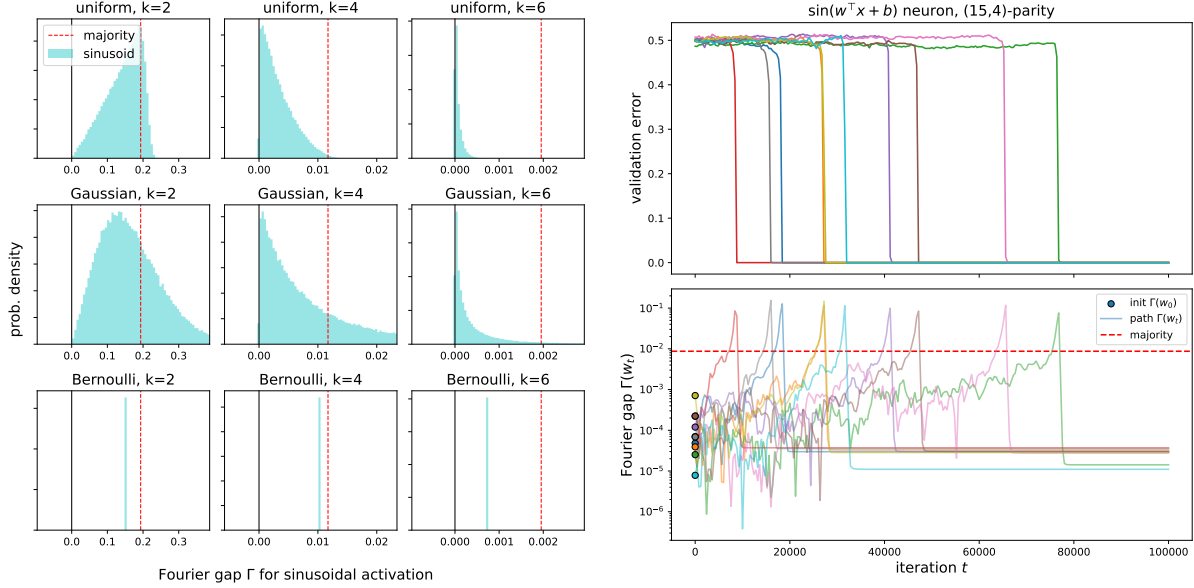 uniform, k=2
majority
sinusoid
0.0 0.1 0.2 0.3
uniform, k=4
0.00 0.01 0.02
uniform, k=6
0.000 0.001 0.002
Gaussian, k=2
0.0 0.1 0.2 0.3
Gaussian, k=4
0.00 0.01 0.02
Gaussian, k=6
0.000 0.001 0.002
Bernoulli, k=2
0.0 0.1 0.2 0.3
Bernoulli, k=4
0.00 0.01 0.02
Bernoulli, k=6
0.000 0.001 0.002
prob. density
Fourier gap Γ for sinusoidal activation
sin(w⊤x + b) neuron, (15,4)-parity
validation error
0.5
0.4
0.3
0.2
0.1
0.0
Fourier gap Γ(wₜ)
10⁻¹
10⁻²
10⁻³
10⁻⁴
10⁻⁵
10⁻⁶
init Γ(w₀)
path Γ(wₜ)
majority
0 20000 40000 60000 80000 100000
iteration t